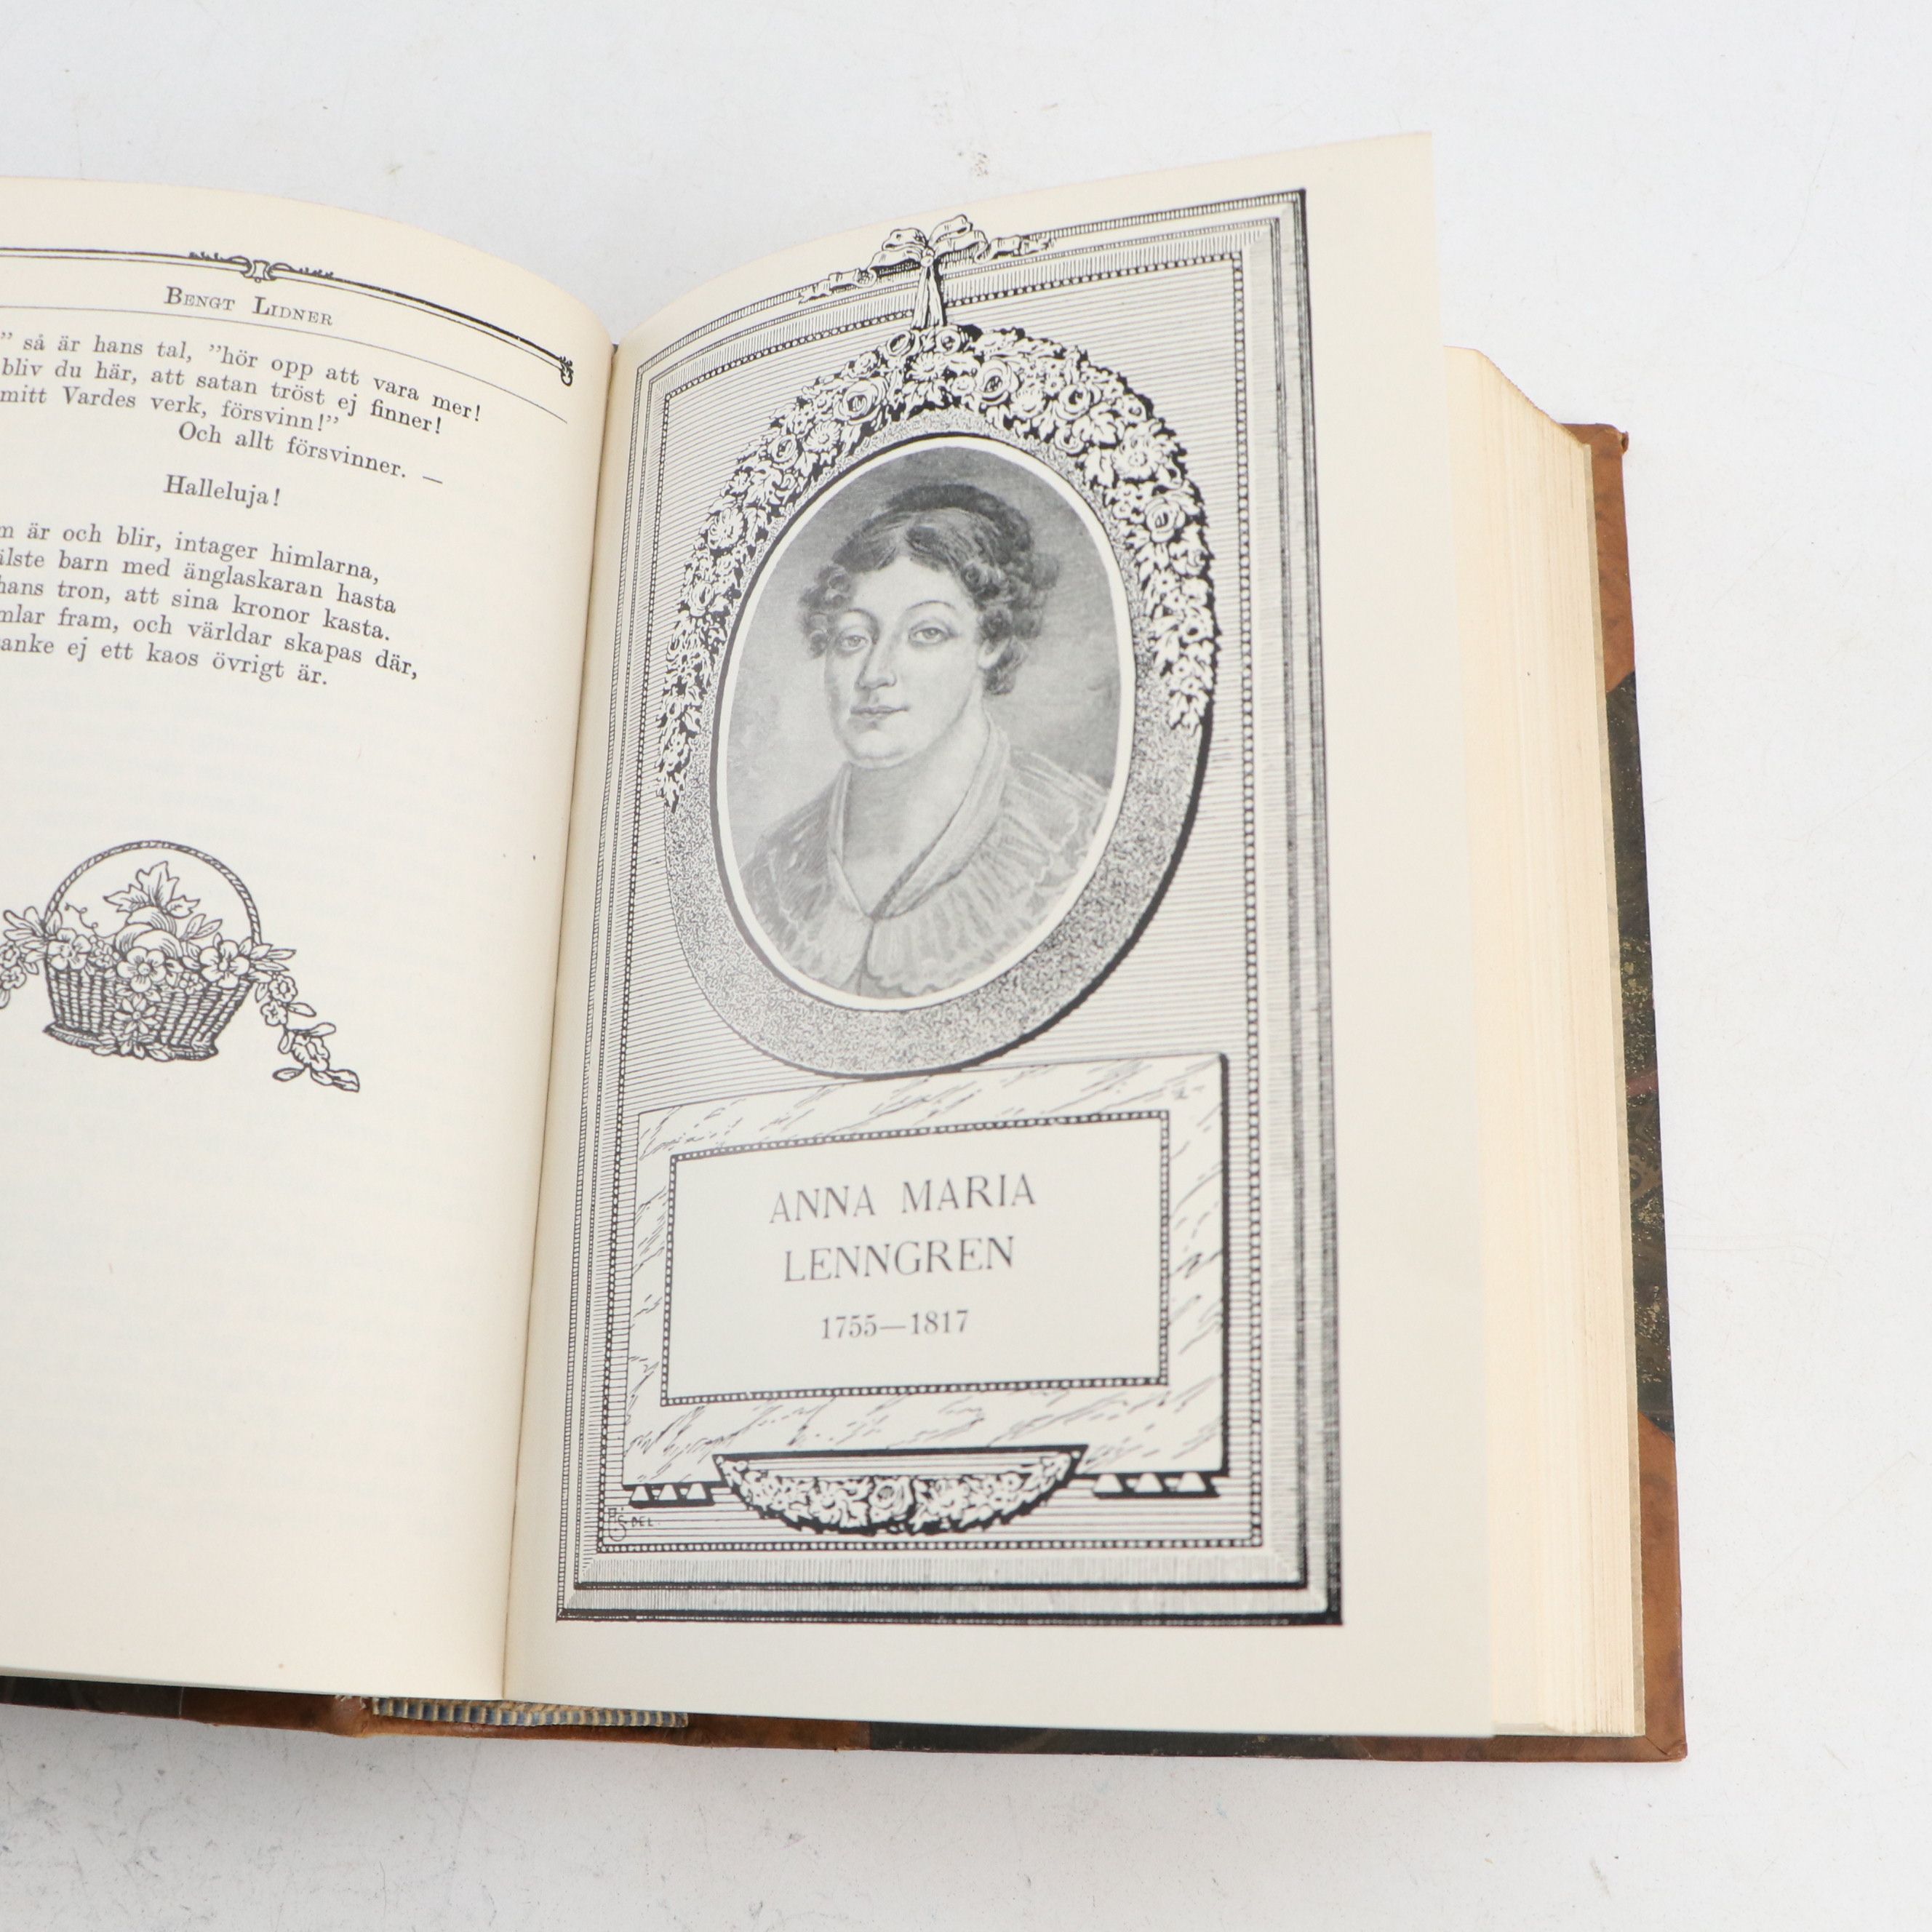 BENGT LIDNER
” så är hans tal, ”hör opp att vara mer!
bliv du här, att satan tröst ej finner!
mitt Vardes verk, försvinn!”
Och allt försvinner. —
Halleluja!
är och blir, intager himlarna,
barn med änglaskaran hasta
hans tron, att sina kronor kasta.
fram, och världar skapas där,
ej ett kaos övrigt är.
ANNA MARIA
LENNGREN
1755—1817
DEL.